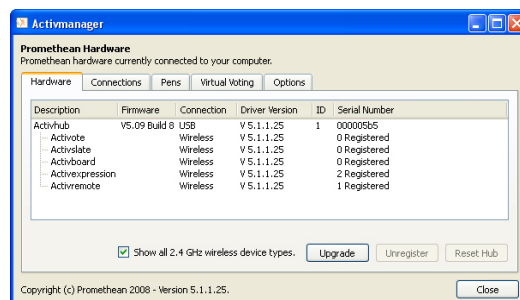 Activmanager
Promethean Hardware
Promethean hardware currently connected to your computer.
Hardware Connections Pens Virtual Voting Options
Description Firmware Connection Driver Version ID Serial Number
Activhub V5.09 Build 8 USB V 5.1.1.25 1 000005b5
Activote Wireless V 5.1.1.25 0 Registered
Activslate Wireless V 5.1.1.25 0 Registered
Activboard Wireless V 5.1.1.25 0 Registered
Activexpression Wireless V 5.1.1.25 2 Registered
Activremote Wireless V 5.1.1.25 1 Registered
Show all 2.4 GHz wireless device types. Upgrade Unregister Reset Hub
Copyright (c) Promethean 2008 - Version 5.1.1.25. Close